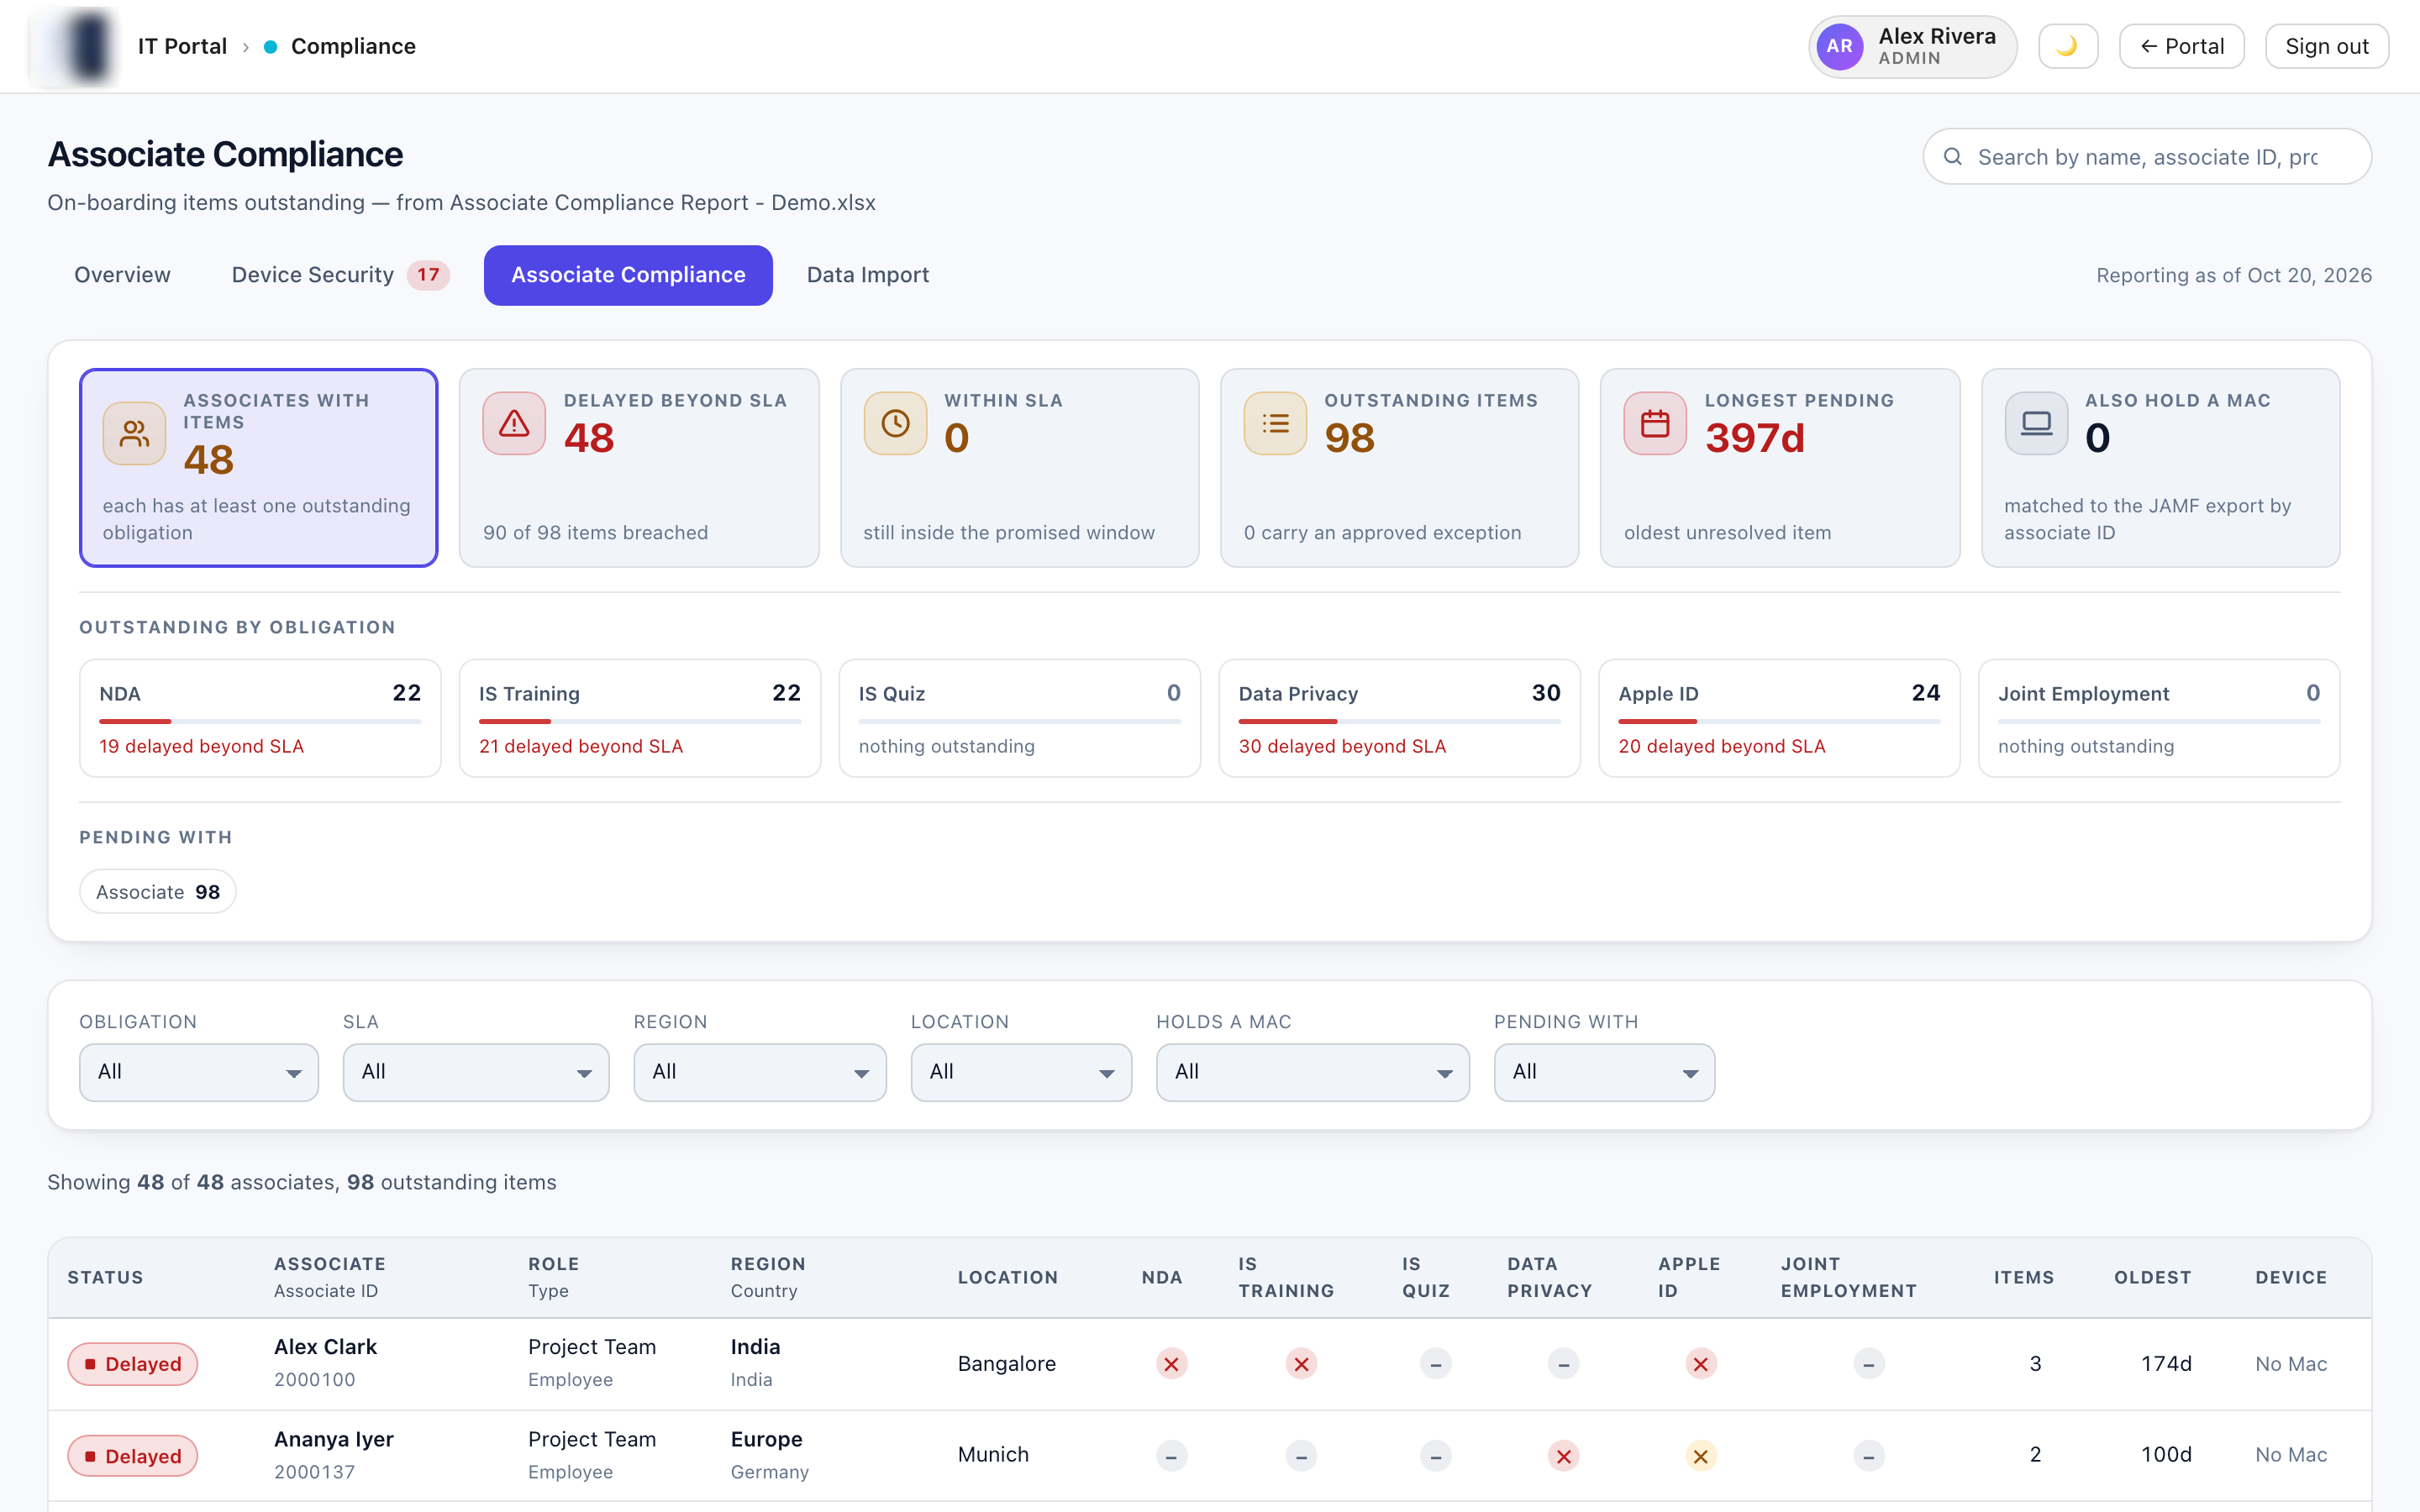 IT Portal › Compliance
AR Alex Rivera
ADMIN
← Portal
Sign out
Associate Compliance
Search by name, associate ID, prc
On-boarding items outstanding — from Associate Compliance Report - Demo.xlsx
Overview
Device Security 17
Associate Compliance
Data Import
Reporting as of Oct 20, 2026
ASSOCIATES WITH
ITEMS
48
each has at least one outstanding
obligation
DELAYED BEYOND SLA
48
90 of 98 items breached
WITHIN SLA
0
still inside the promised window
OUTSTANDING ITEMS
98
0 carry an approved exception
LONGEST PENDING
397d
oldest unresolved item
ALSO HOLD A MAC
0
matched to the JAMF export by
associate ID
OUTSTANDING BY OBLIGATION
NDA 22
19 delayed beyond SLA
IS Training 22
21 delayed beyond SLA
IS Quiz 0
nothing outstanding
Data Privacy 30
30 delayed beyond SLA
Apple ID 24
20 delayed beyond SLA
Joint Employment 0
nothing outstanding
PENDING WITH
Associate 98
OBLIGATION
All
SLA
All
REGION
All
LOCATION
All
HOLDS A MAC
All
PENDING WITH
All
Showing 48 of 48 associates, 98 outstanding items
STATUS
ASSOCIATE
Associate ID
ROLE
Type
REGION
Country
LOCATION
NDA
IS
TRAINING
IS
QUIZ
DATA
PRIVACY
APPLE
ID
JOINT
EMPLOYMENT
ITEMS
OLDEST
DEVICE
Delayed
Alex Clark
2000100
Project Team
Employee
India
India
Bangalore
✕ ✕ – – ✕ –
3
174d
No Mac
Delayed
Ananya Iyer
2000137
Project Team
Employee
Europe
Germany
Munich
– – – ✕ ✕ –
2
100d
No Mac